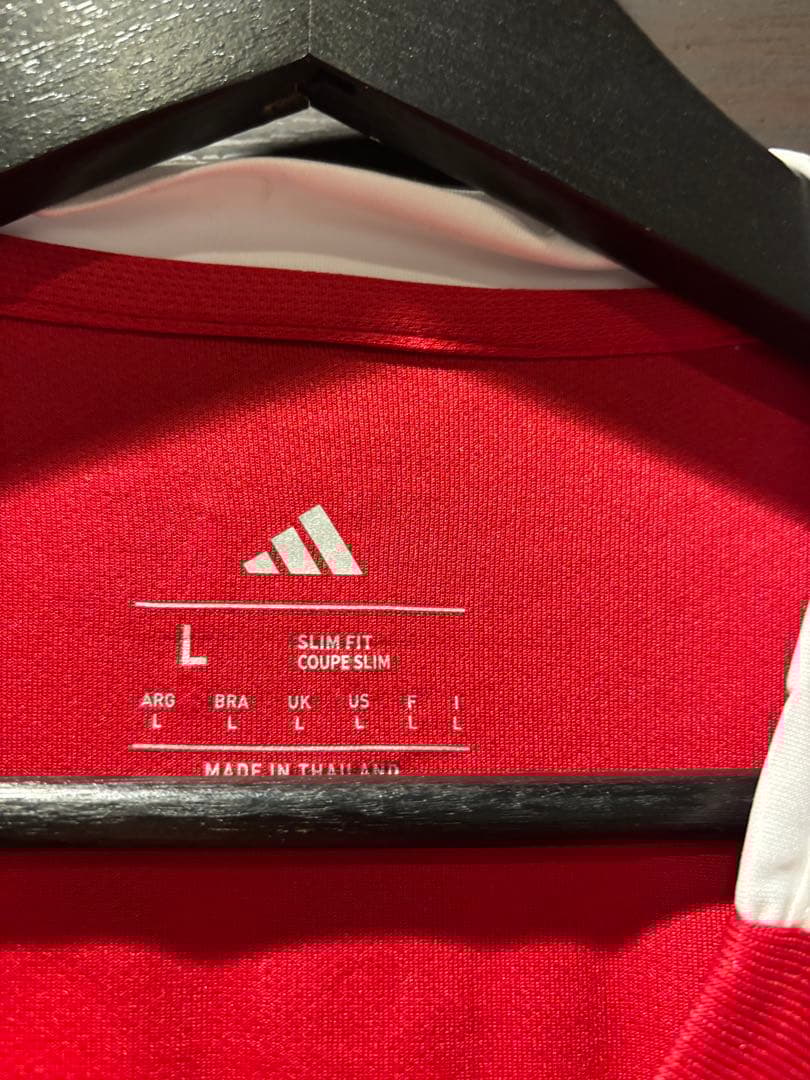 L
SLIM FIT
COUPE SLIM
ARG BRA UK US F I
L L L L L L
MADE IN THAILAND